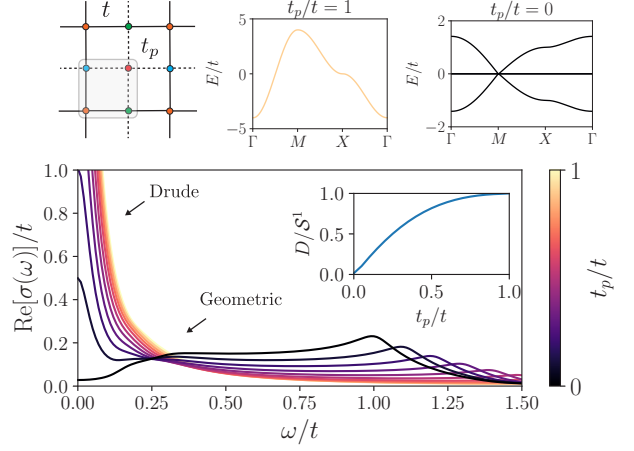 t
t_p
t_p/t = 1
E/t
5
0
−5
Γ M X Γ
t_p/t = 0
E/t
2
0
−2
Γ M X Γ
Re[σ(ω)]/t
1.0
0.8
0.6
0.4
0.2
0.0
0.00 0.25 0.50 0.75 1.00 1.25 1.50
ω/t
Drude
Geometric
D/𝒮¹
1.0
0.5
0.0
0.0 0.5 1.0
t_p/t
1
0
t_p/t